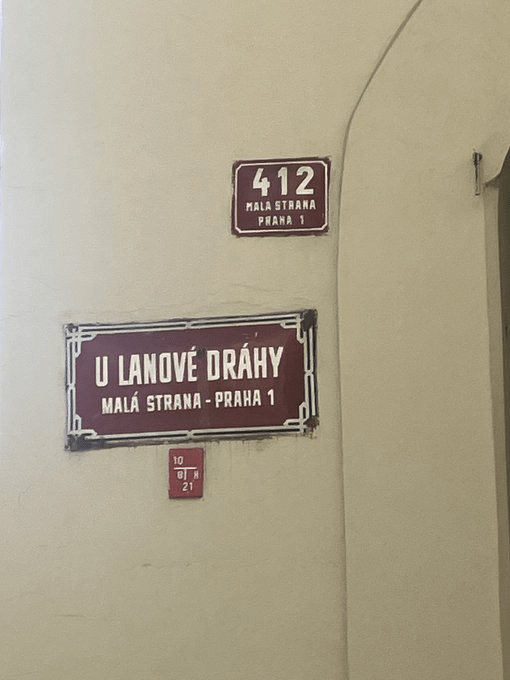 412
MALÁ STRANA
PRAHA 1
U LANOVÉ DRÁHY
MALÁ STRANA - PRAHA 1
10
H
21